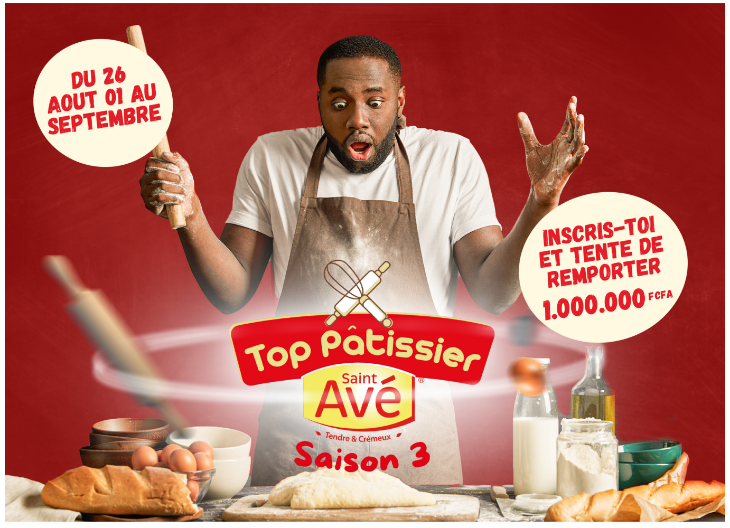 DU 26
AOUT 01 AU
SEPTEMBRE
INSCRIS-TOI
ET TENTE DE
REMPORTER
1.000.000 FCFA
Top Pâtissier
Saint
Avé®
Tendre & Crémeux
Saison 3